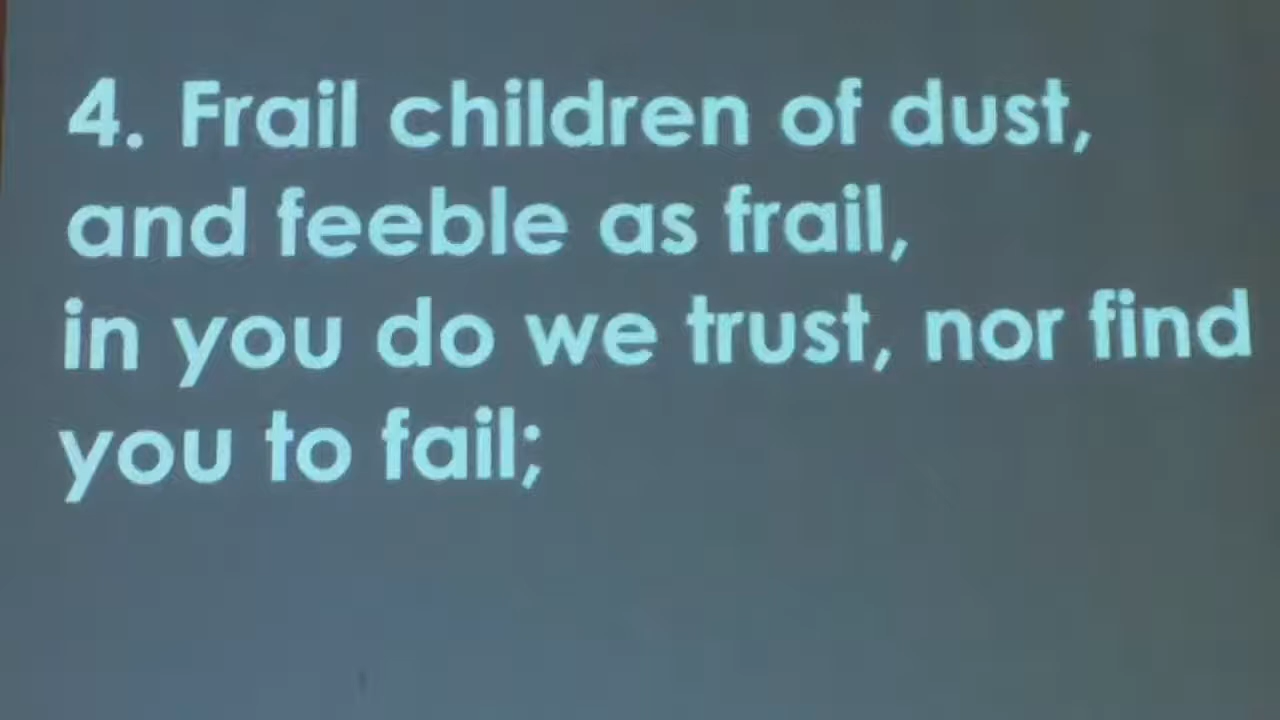 4. Frail children of dust,
and feeble as frail,
in you do we trust, nor find
you to fail;